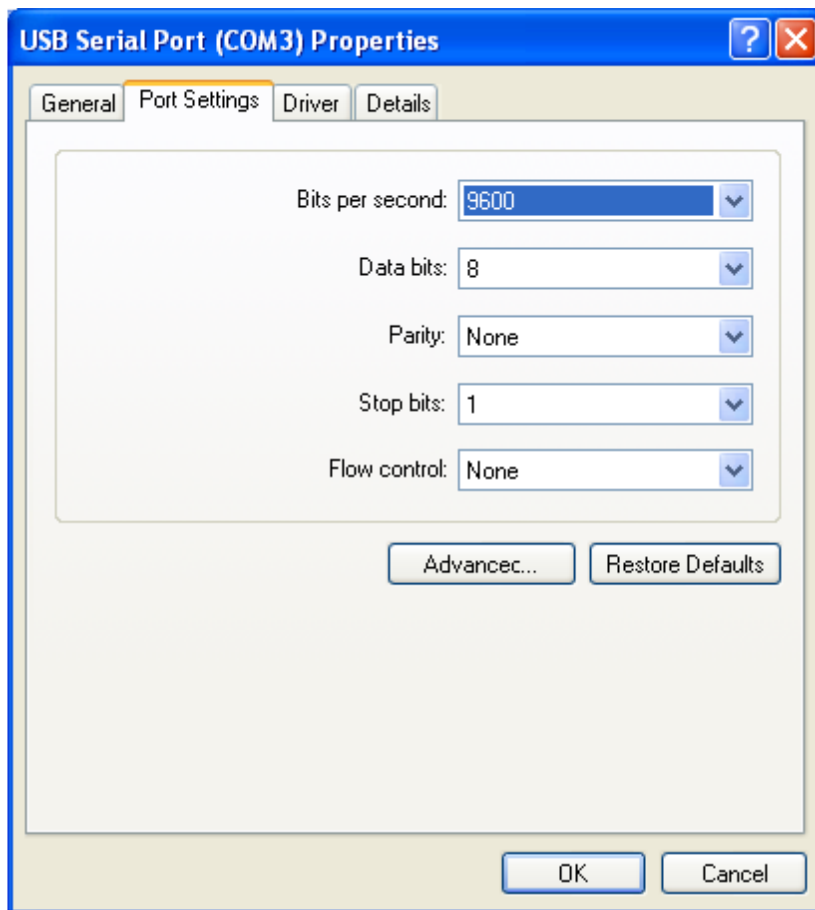 USB Serial Port (COM3) Properties
?
General Port Settings Driver Details
Bits per second: 9600
Data bits: 8
Parity: None
Stop bits: 1
Flow control: None
Advancec... Restore Defaults
OK Cancel